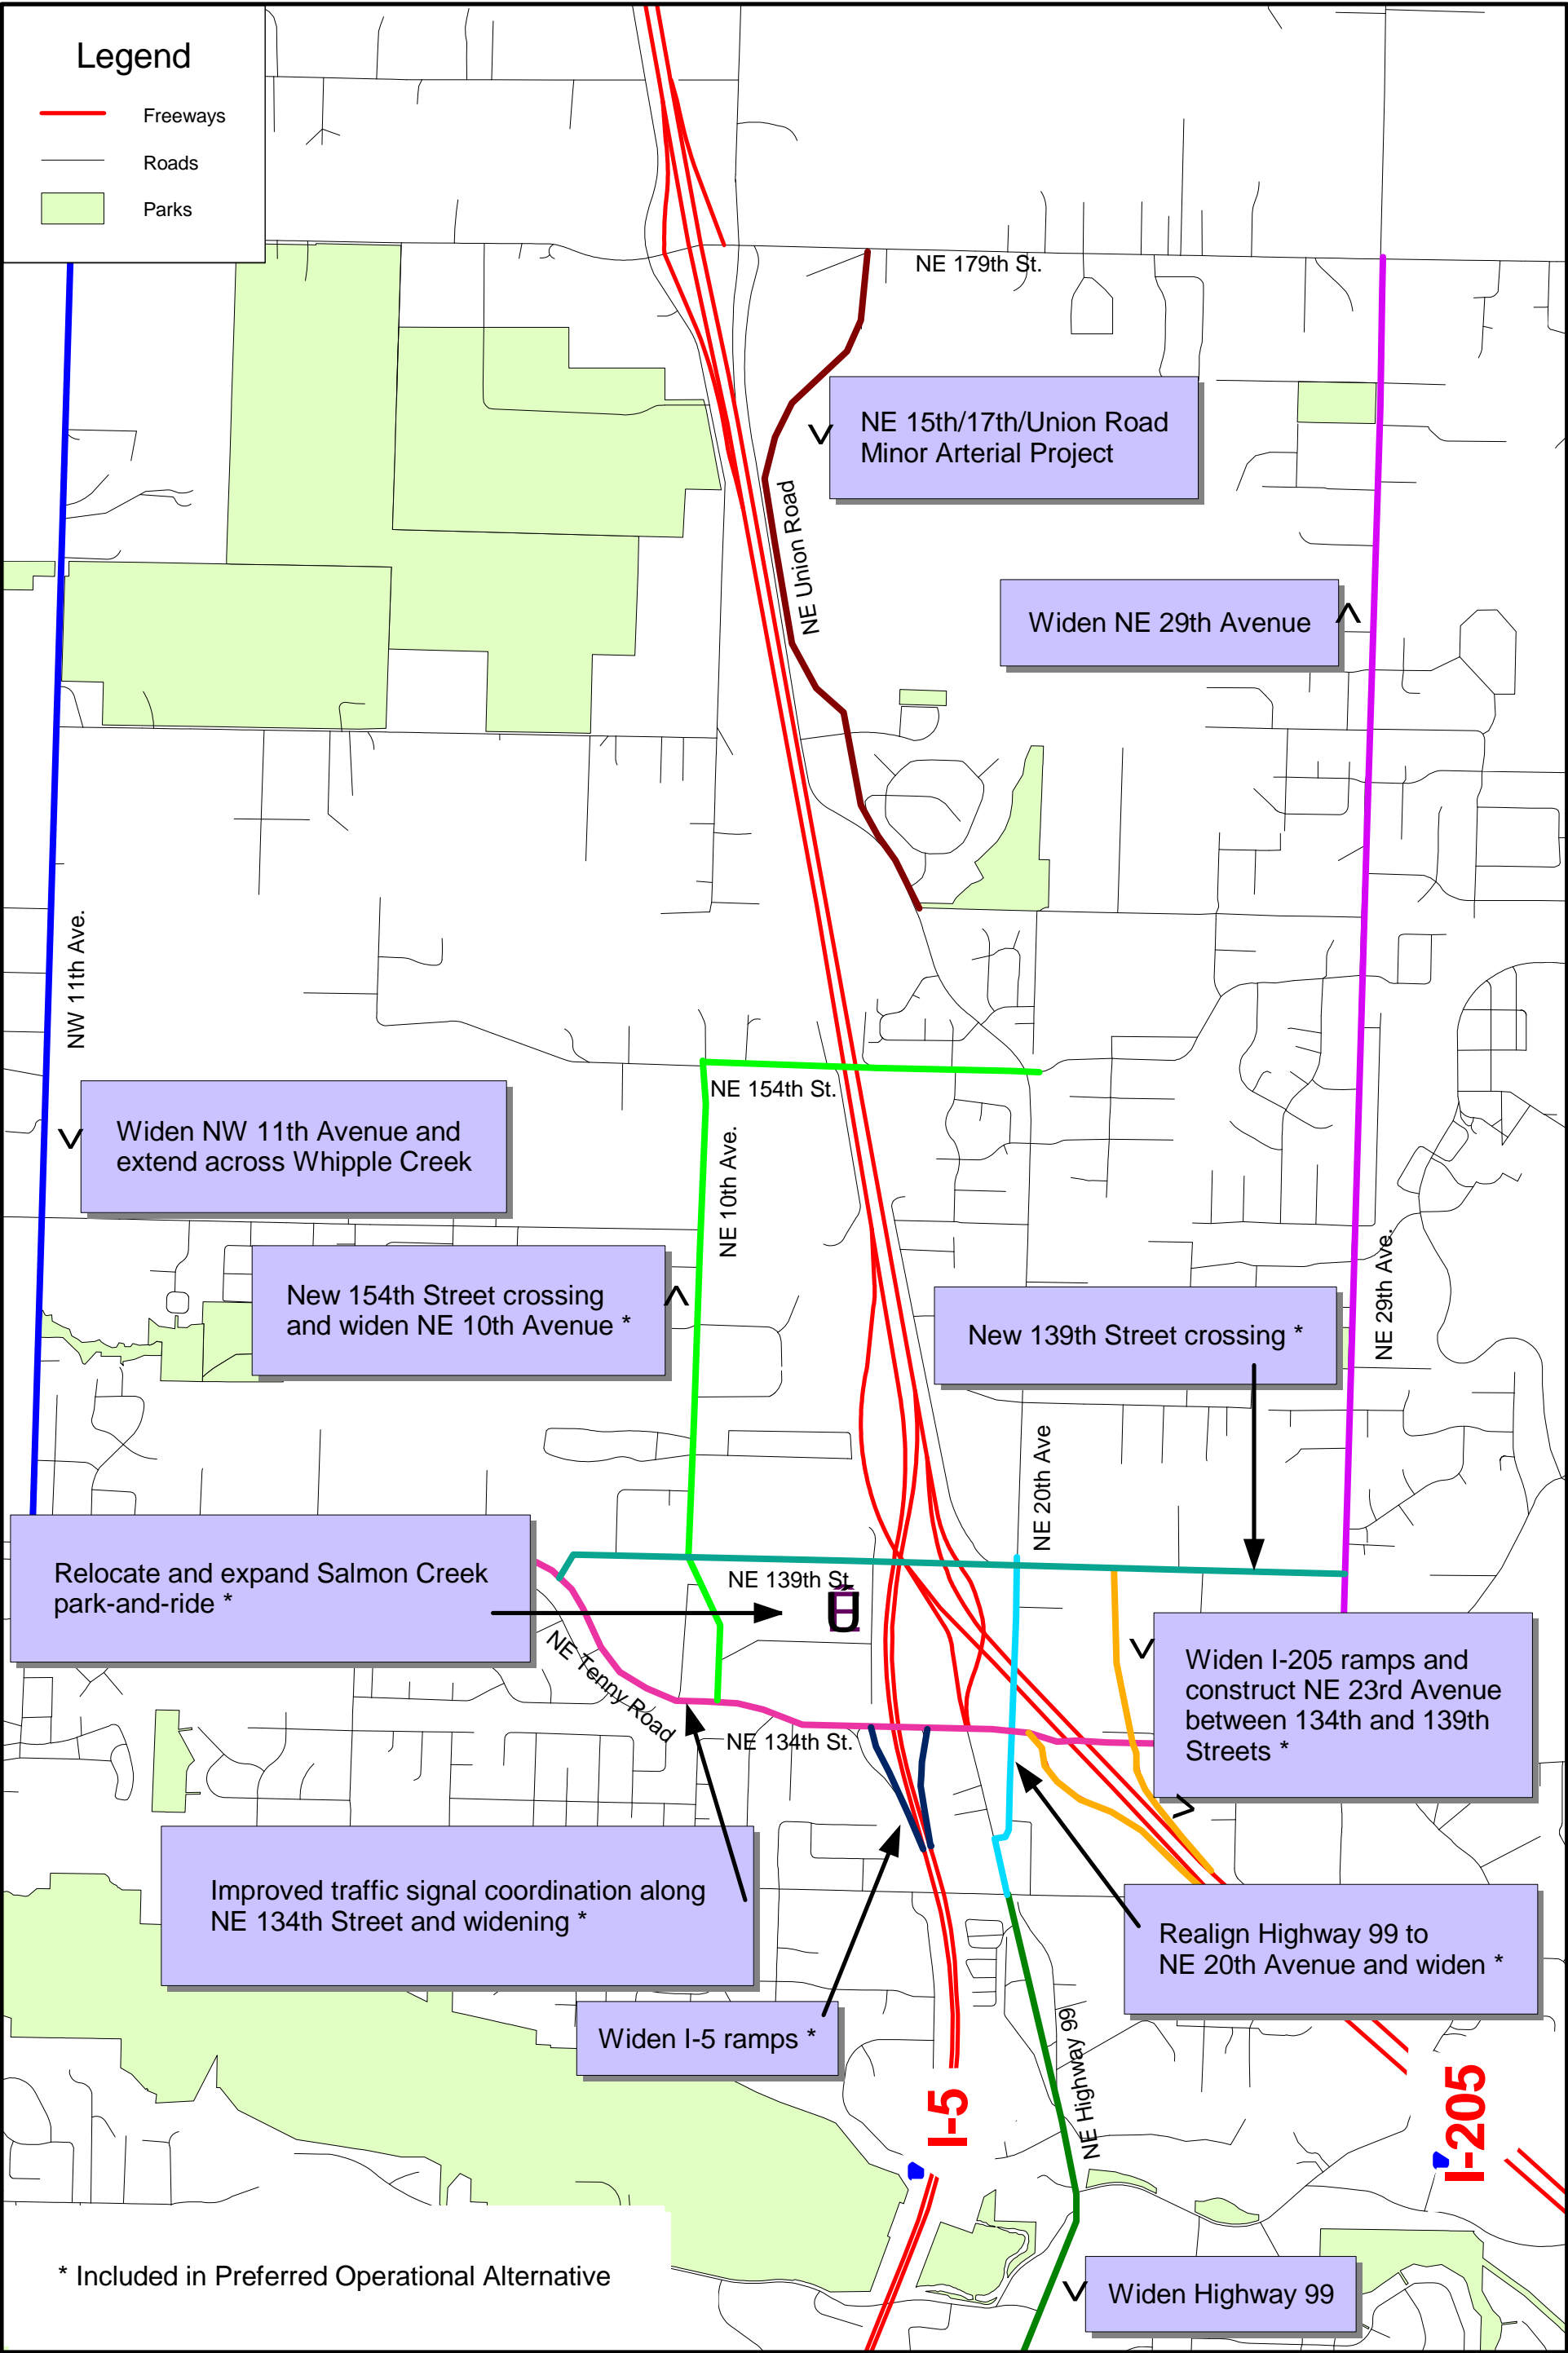 Legend
Freeways
Roads
Parks
NE 179th St.
NE 15th/17th/Union Road
Minor Arterial Project
NE Union Road
Widen NE 29th Avenue
NW 11th Ave.
NE 154th St.
Widen NW 11th Avenue and
extend across Whipple Creek
NE 10th Ave.
New 154th Street crossing
and widen NE 10th Avenue *
NE 29th Ave.
New 139th Street crossing *
NE 20th Ave
Relocate and expand Salmon Creek
park-and-ride *
NE 139th St.
NE Tenny Road
NE 134th St.
Widen I-205 ramps and
construct NE 23rd Avenue
between 134th and 139th
Streets *
Improved traffic signal coordination along
NE 134th Street and widening *
Realign Highway 99 to
NE 20th Avenue and widen *
Widen I-5 ramps *
NE Highway 99
I-5
I-205
* Included in Preferred Operational Alternative
Widen Highway 99